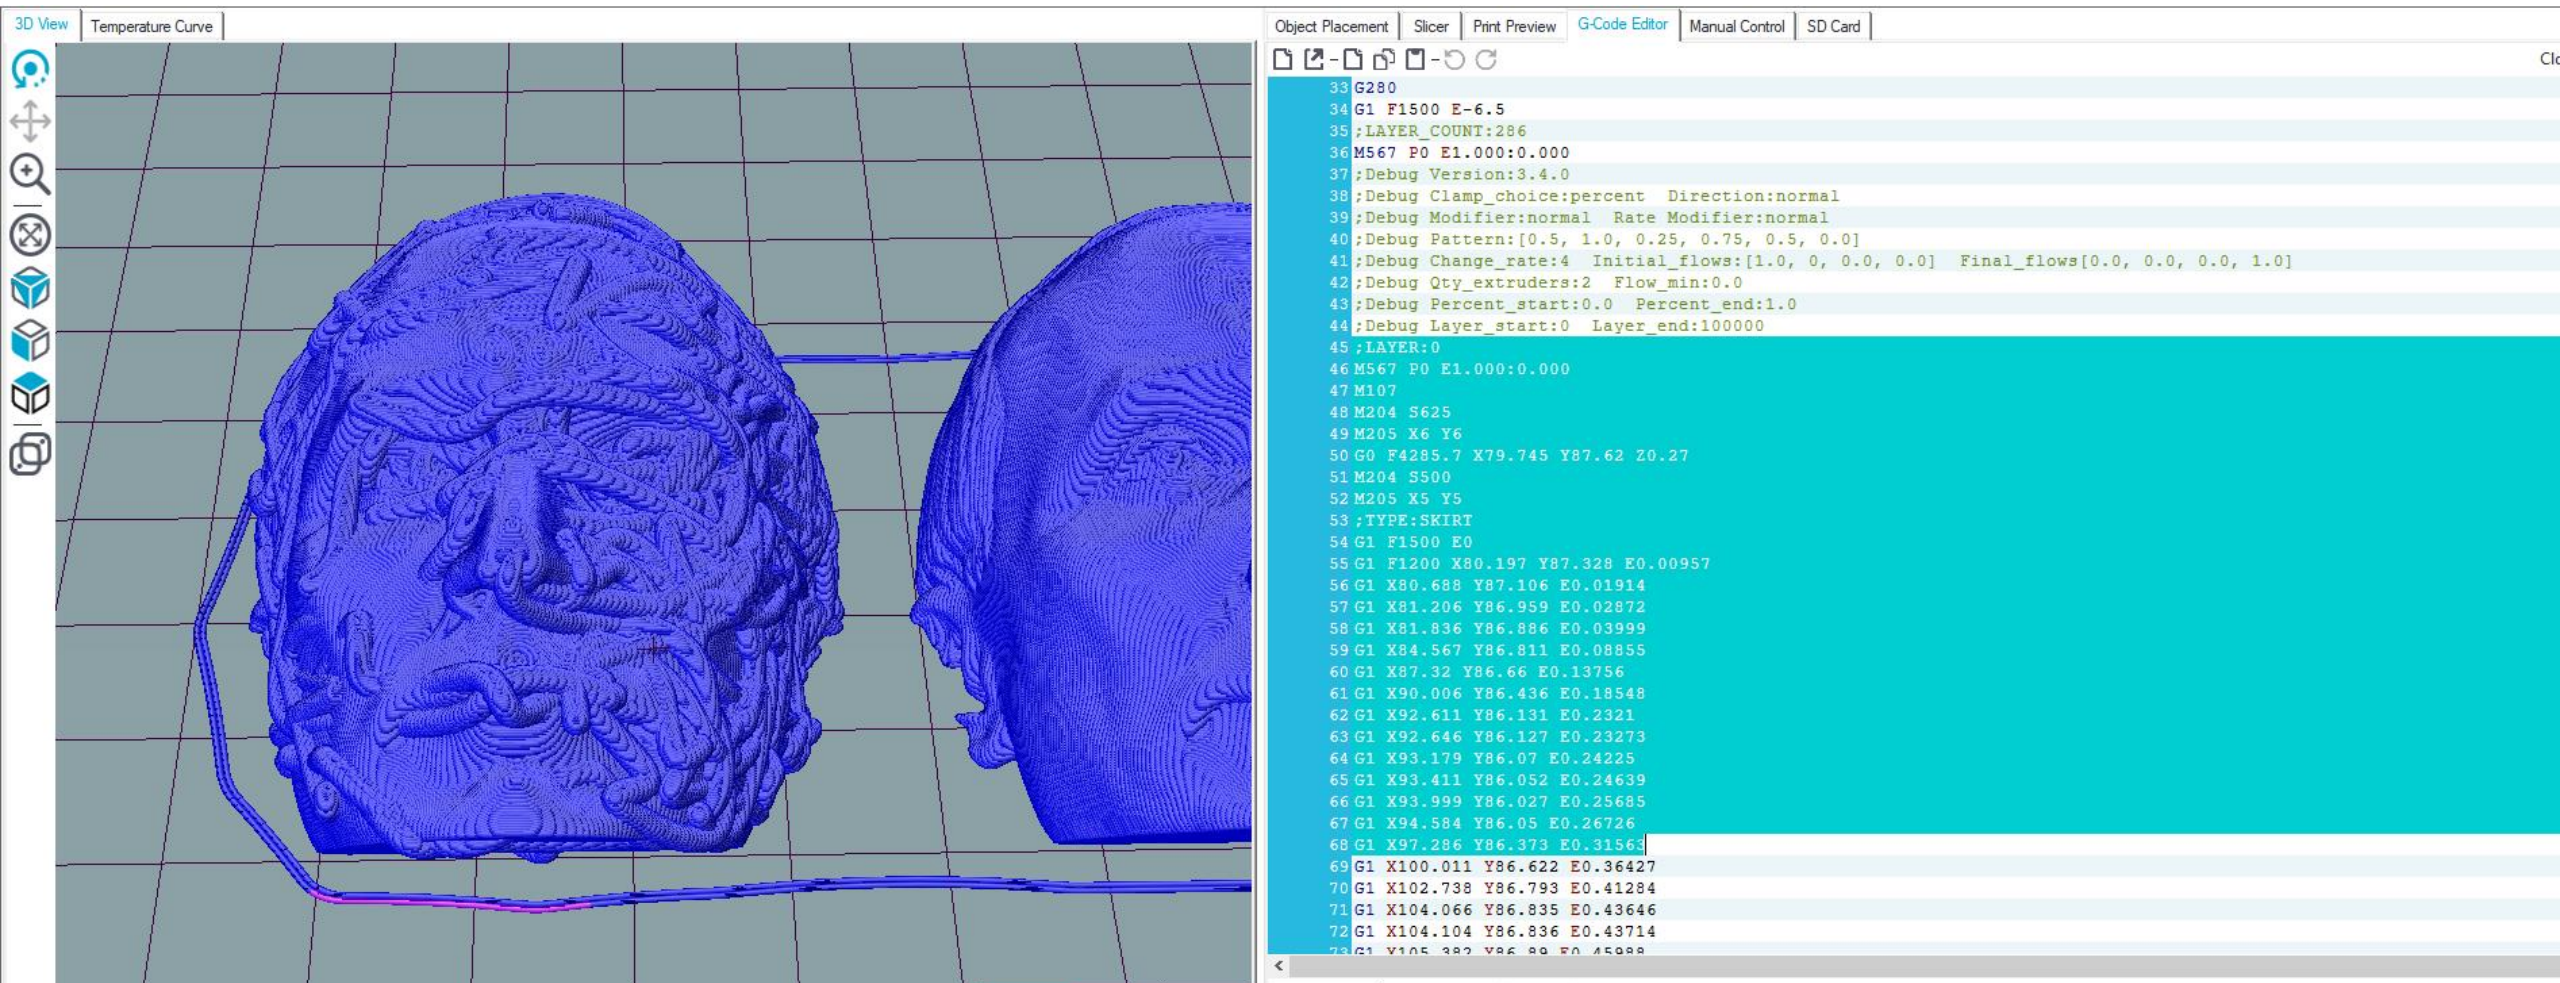 3D View
Temperature Curve
Object Placement
Slicer
Print Preview
G-Code Editor
Manual Control
SD Card
33 G280
34 G1 F1500 E-6.5
35 ;LAYER_COUNT:286
36 M567 P0 E1.000:0.000
37 ;Debug Version:3.4.0
38 ;Debug Clamp_choice:percent  Direction:normal
39 ;Debug Modifier:normal  Rate Modifier:normal
40 ;Debug Pattern:[0.5, 1.0, 0.25, 0.75, 0.5, 0.0]
41 ;Debug Change_rate:4  Initial_flows:[1.0, 0, 0.0, 0.0]  Final_flows[0.0, 0.0, 0.0, 1.0]
42 ;Debug Qty_extruders:2  Flow_min:0.0
43 ;Debug Percent_start:0.0  Percent_end:1.0
44 ;Debug Layer_start:0  Layer_end:100000
45 ;LAYER:0
46 M567 P0 E1.000:0.000
47 M107
48 M204 S625
49 M205 X6 Y6
50 G0 F4285.7 X79.745 Y87.62 Z0.27
51 M204 S500
52 M205 X5 Y5
53 ;TYPE:SKIRT
54 G1 F1500 E0
55 G1 F1200 X80.197 Y87.328 E0.00957
56 G1 X80.688 Y87.106 E0.01914
57 G1 X81.206 Y86.959 E0.02872
58 G1 X81.836 Y86.886 E0.03999
59 G1 X84.567 Y86.811 E0.08855
60 G1 X87.32 Y86.66 E0.13756
61 G1 X90.006 Y86.436 E0.18548
62 G1 X92.611 Y86.131 E0.2321
63 G1 X92.646 Y86.127 E0.23273
64 G1 X93.179 Y86.07 E0.24225
65 G1 X93.411 Y86.052 E0.24639
66 G1 X93.999 Y86.027 E0.25685
67 G1 X94.584 Y86.05 E0.26726
68 G1 X97.286 Y86.373 E0.31563
69 G1 X100.011 Y86.622 E0.36427
70 G1 X102.738 Y86.793 E0.41284
71 G1 X104.066 Y86.835 E0.43646
72 G1 X104.104 Y86.836 E0.43714
73 G1 X105.382 Y86.89 E0.45988